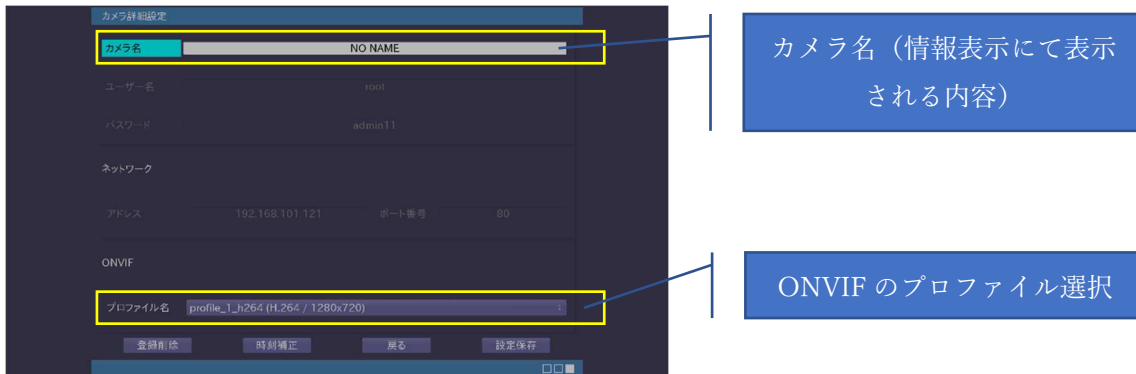 カメラ詳細設定
カメラ名 NO NAME
カメラ名（情報表示にて表示
される内容）
ユーザー名 root
パスワード admin11
ネットワーク
アドレス 192.168.101.121 ポート番号 80
ONVIF
ONVIF のプロファイル選択
プロファイル名 profile_1_h264 (H.264 / 1280x720)
登録削除 時刻補正 戻る 設定保存